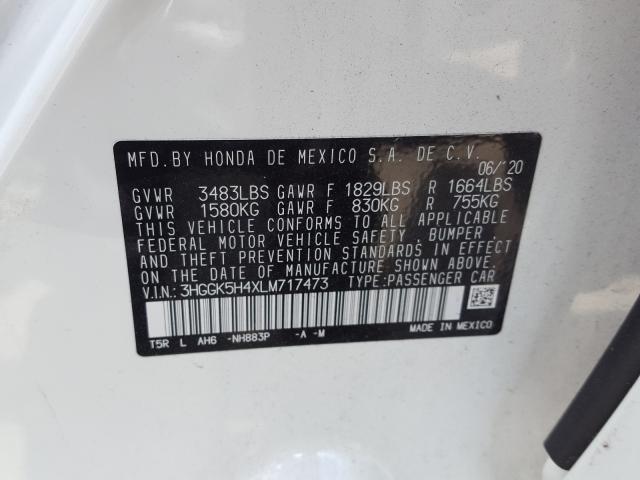 MFD. BY HONDA DE MEXICO S.A. DE C.V.
06/'20
GVWR 3483LBS GAWR F 1829LBS R 1664LBS
GVWR 1580KG GAWR F 830KG R 755KG
THIS VEHICLE CONFORMS TO ALL APPLICABLE
FEDERAL MOTOR VEHICLE SAFETY, BUMPER
AND THEFT PREVENTION STANDARDS IN EFFECT
ON THE DATE OF MANUFACTURE SHOWN ABOVE.
V.I.N.: 3HGGK5H4XLM717473 TYPE:PASSENGER CAR
MADE IN MEXICO
T5R L AH6 -NH883P -A -M